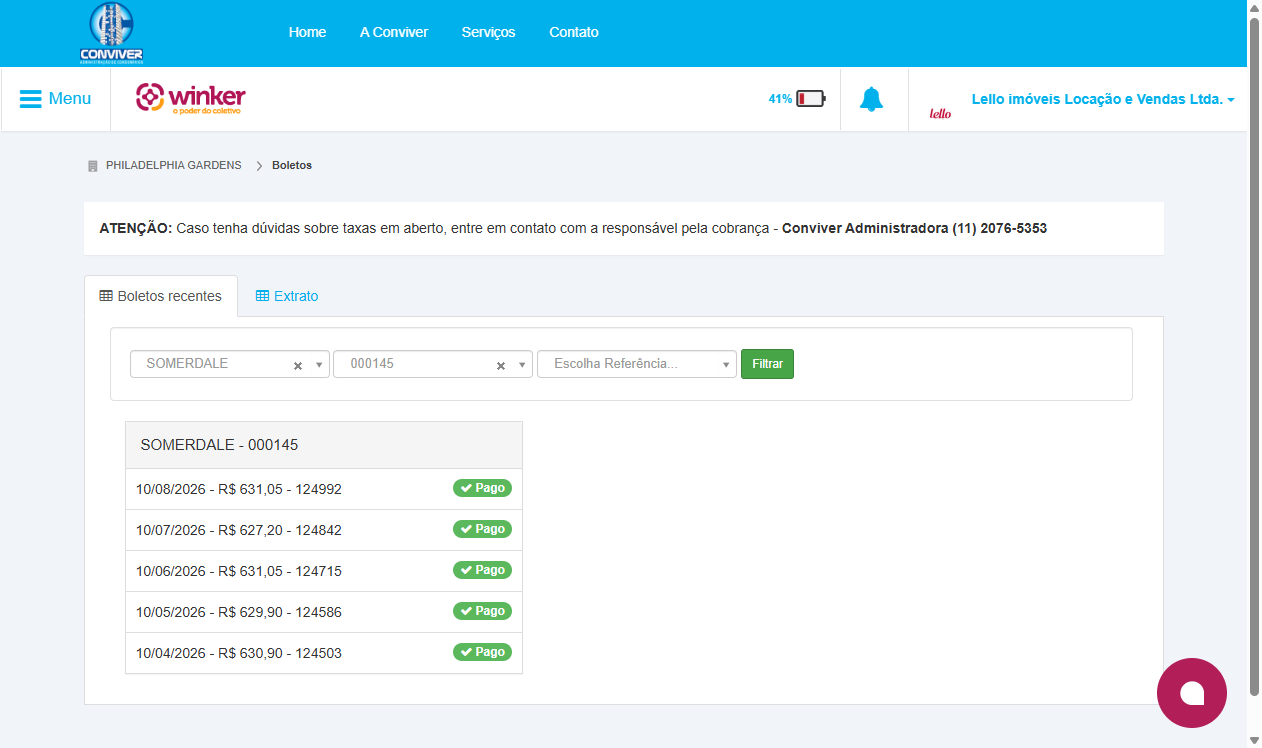 CONVIVER
Home A Conviver Serviços Contato
Menu
winker
o poder do coletivo
41%
lello
Lello imóveis Locação e Vendas Ltda.
PHILADELPHIA GARDENS > Boletos
ATENÇÃO: Caso tenha dúvidas sobre taxas em aberto, entre em contato com a responsável pela cobrança - Conviver Administradora (11) 2076-5353
Boletos recentes Extrato
SOMERDALE × 000145 × Escolha Referência... Filtrar
SOMERDALE - 000145
10/08/2026 - R$ 631,05 - 124992 Pago
10/07/2026 - R$ 627,20 - 124842 Pago
10/06/2026 - R$ 631,05 - 124715 Pago
10/05/2026 - R$ 629,90 - 124586 Pago
10/04/2026 - R$ 630,90 - 124503 Pago